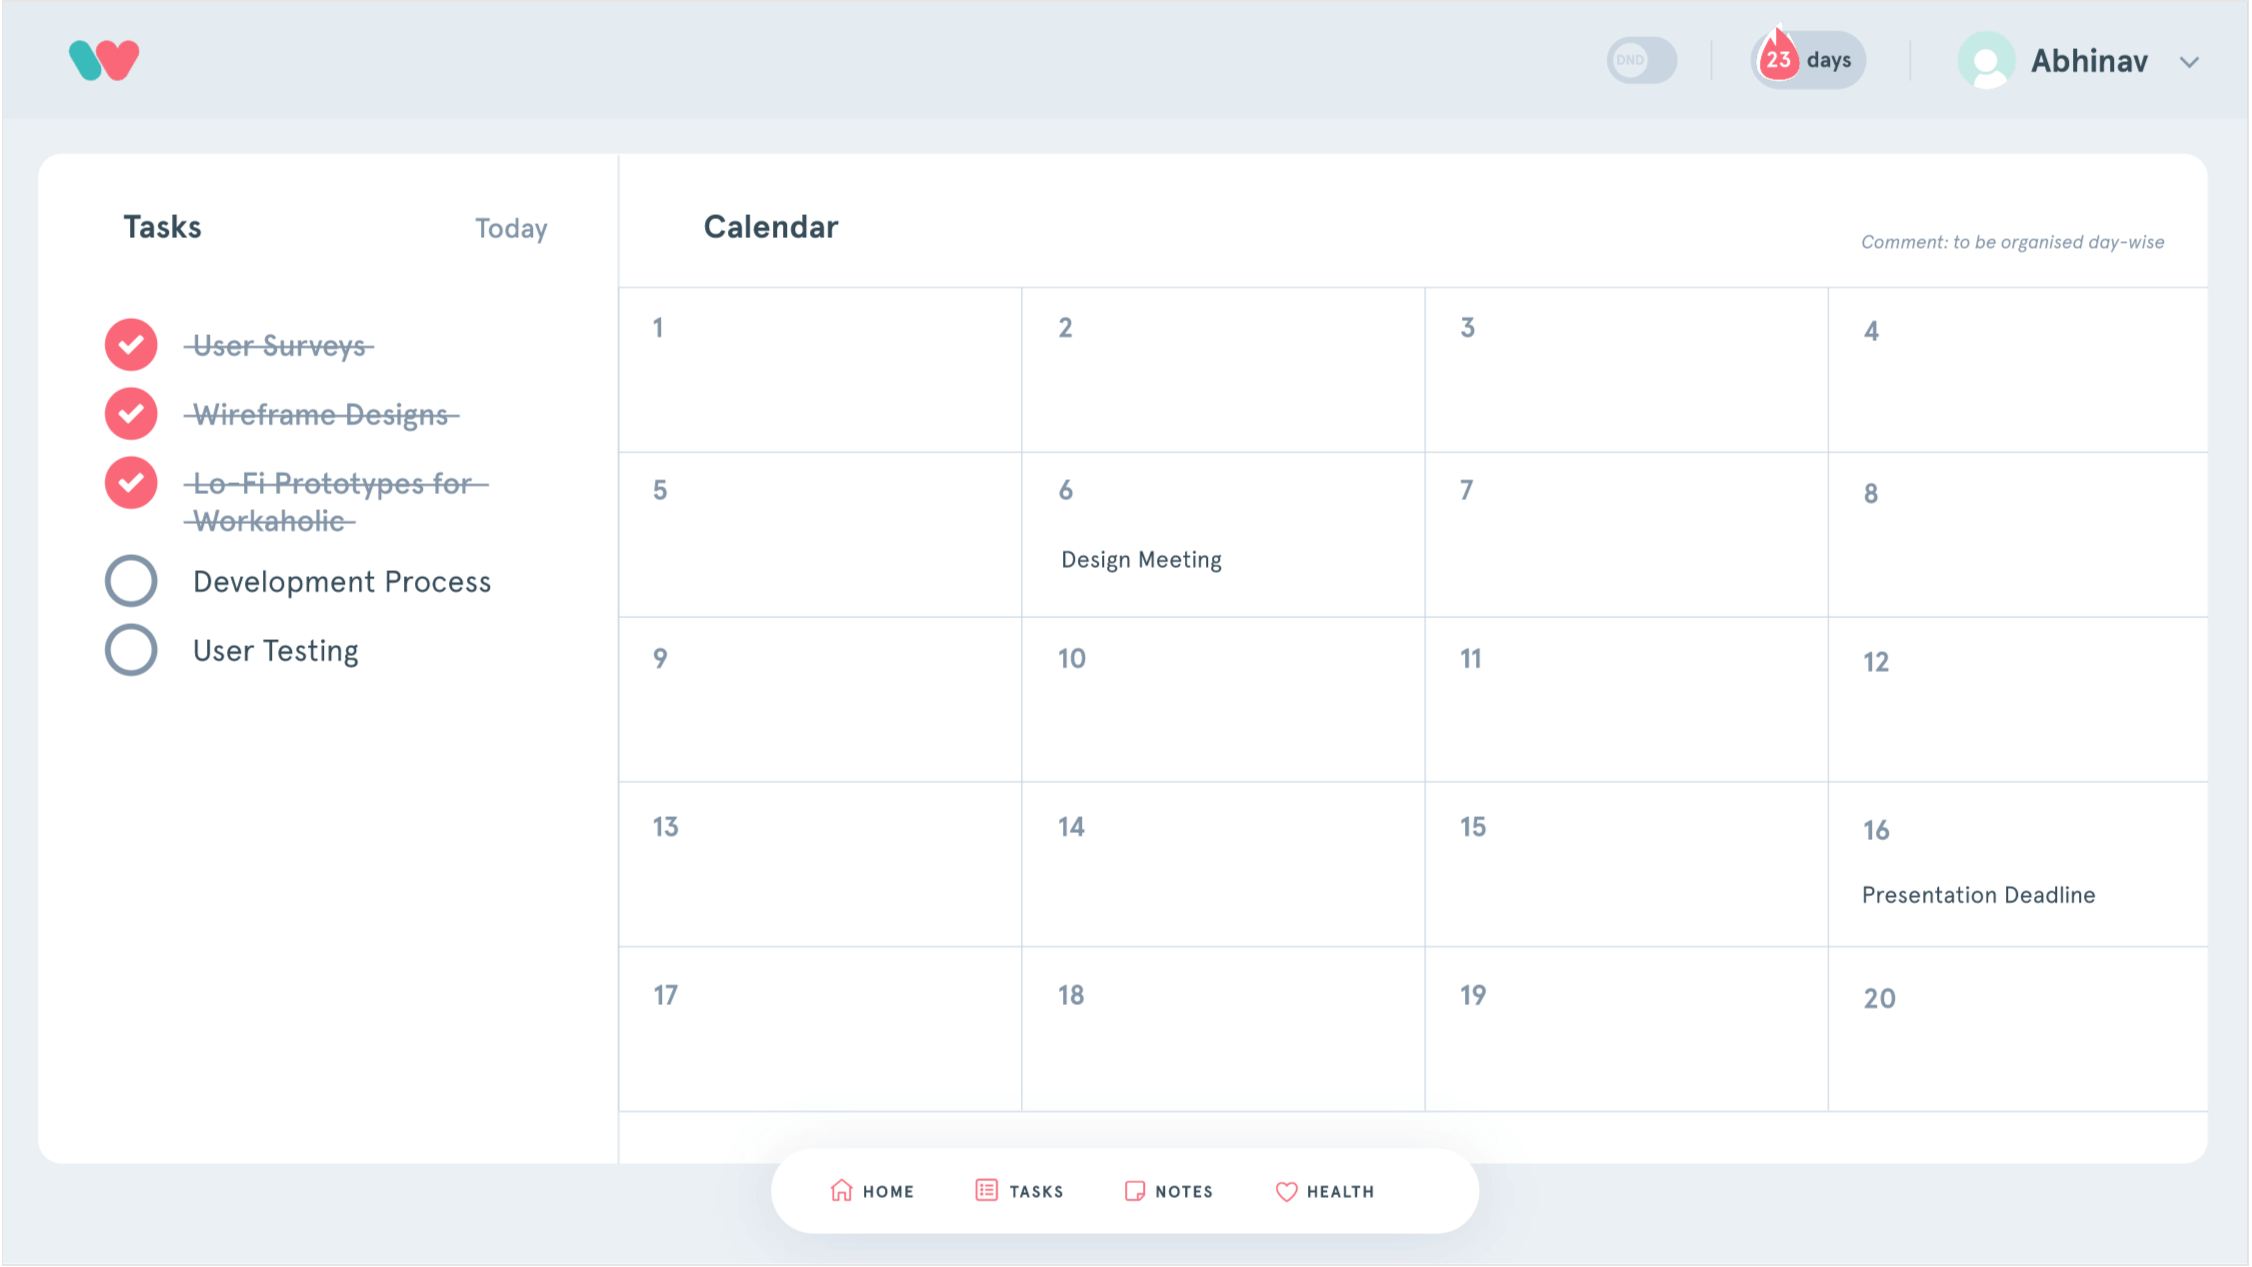 DND
23 days
Abhinav
Tasks
Today
User Surveys
Wireframe Designs
Lo-Fi Prototypes for
Workaholic
Development Process
User Testing
Calendar
Comment: to be organised day-wise
1
2
3
4
5
6
Design Meeting
7
8
9
10
11
12
13
14
15
16
Presentation Deadline
17
18
19
20
HOME
TASKS
NOTES
HEALTH